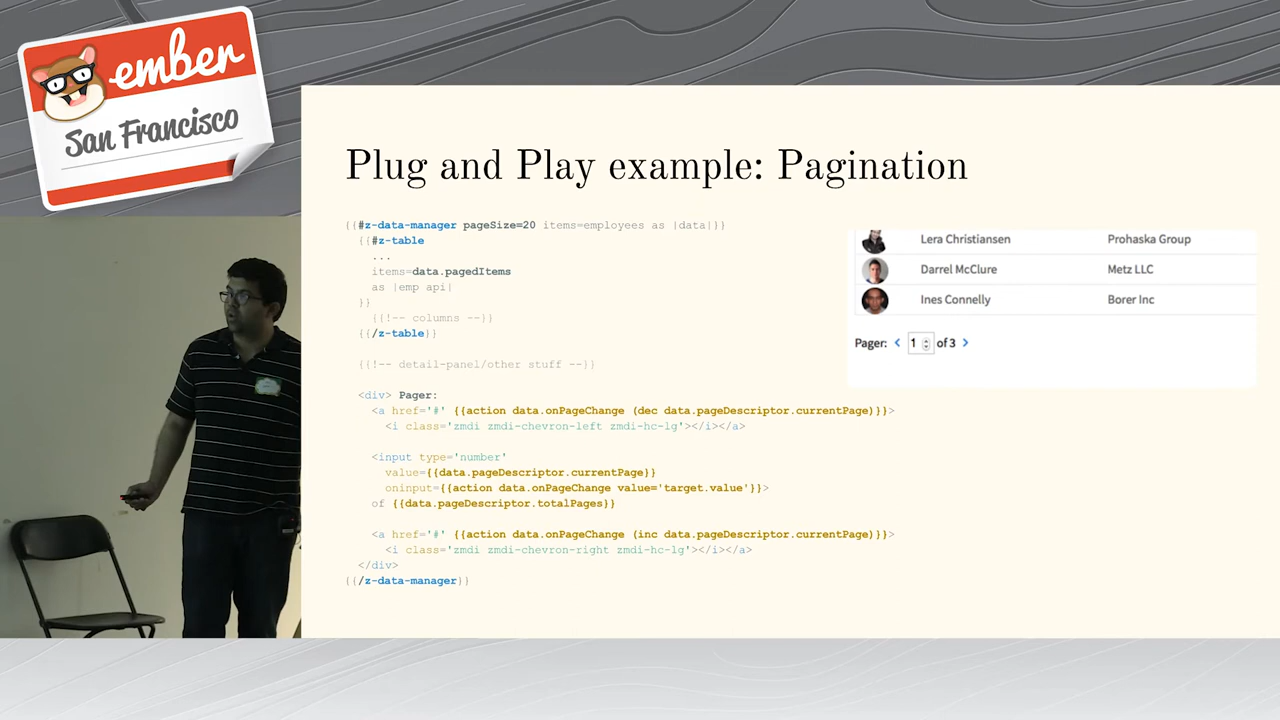 ember
San Francisco
Plug and Play example: Pagination
{{#z-data-manager pageSize=20 items=employees as |data|}}
{{#z-table
...
items=data.pagedItems
as |emp api|
}}
{{!-- columns --}}
{{/z-table}}
{{!-- detail-panel/other stuff --}}
<div> Pager:
<a href='#' {{action data.onPageChange (dec data.pageDescriptor.currentPage)}}>
<i class='zmdi zmdi-chevron-left zmdi-hc-lg'></i></a>
<input type='number'
value={{data.pageDescriptor.currentPage}}
oninput={{action data.onPageChange value='target.value'}}>
of {{data.pageDescriptor.totalPages}}
<a href='#' {{action data.onPageChange (inc data.pageDescriptor.currentPage)}}>
<i class='zmdi zmdi-chevron-right zmdi-hc-lg'></i></a>
</div>
{{/z-data-manager}}
Lera Christiansen Prohaska Group
Darrel McClure Metz LLC
Ines Connelly Borer Inc
Pager: < 1 of 3 >